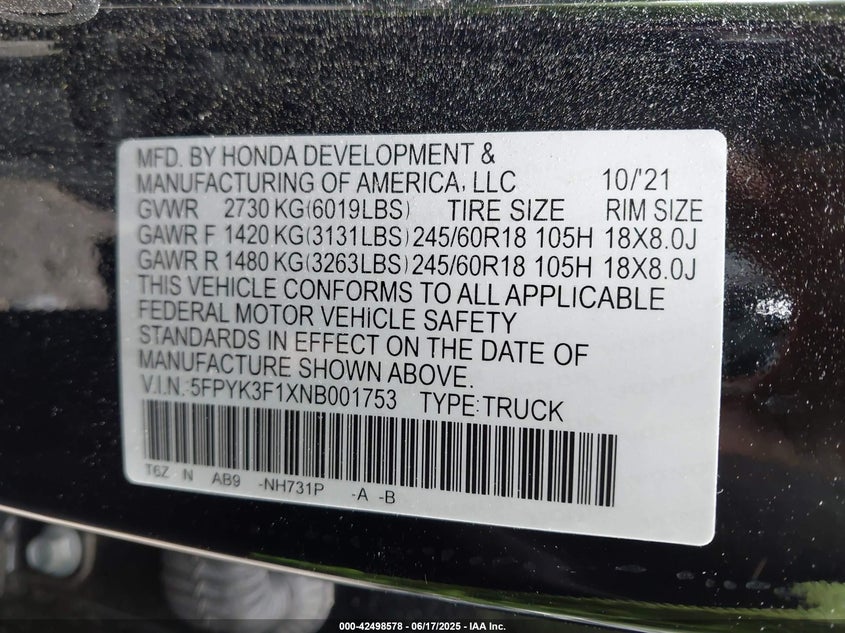 MFD. BY HONDA DEVELOPMENT &
MANUFACTURING OF AMERICA, LLC 10/'21
GVWR 2730 KG(6019LBS) TIRE SIZE RIM SIZE
GAWR F 1420 KG(3131LBS) 245/60R18 105H 18X8.0J
GAWR R 1480 KG(3263LBS) 245/60R18 105H 18X8.0J
THIS VEHICLE CONFORMS TO ALL APPLICABLE
FEDERAL MOTOR VEHICLE SAFETY
STANDARDS IN EFFECT ON THE DATE OF
MANUFACTURE SHOWN ABOVE.
V.I.N.: 5FPYK3F1XNB001753 TYPE: TRUCK
T6Z - N AB9 -NH731P -A -B
000-42498578 - 06/17/2025 - IAA Inc.